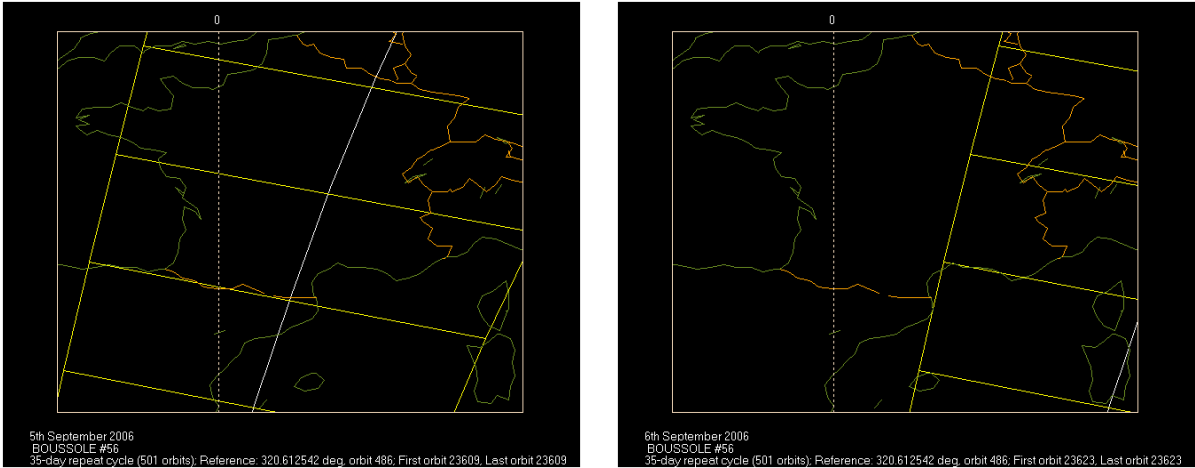 0
5th September 2006
BOUSSOLE #56
35-day repeat cycle (501 orbits); Reference: 320.612542 deg, orbit 486; First orbit 23609, Last orbit 23609
0
6th September 2006
BOUSSOLE #56
35-day repeat cycle (501 orbits); Reference: 320.612542 deg, orbit 486; First orbit 23623, Last orbit 23623